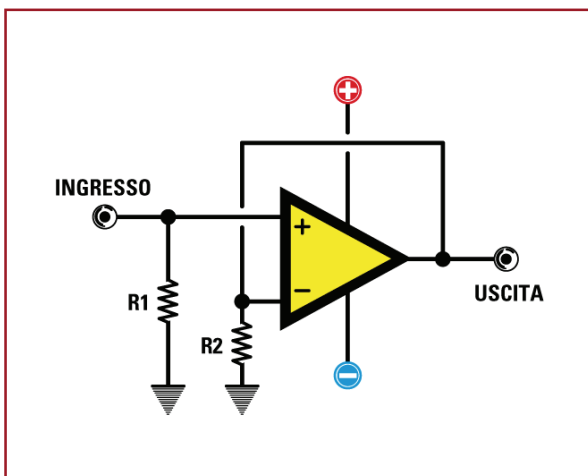 +
INGRESSO
+
R1
−
USCITA
R2
−